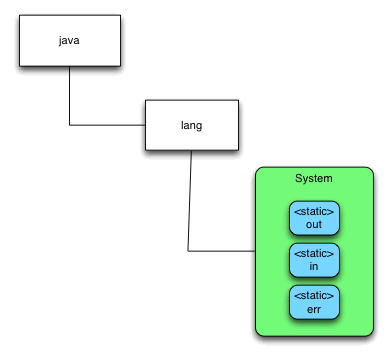 java
lang
System
<static>
out
<static>
in
<static>
err